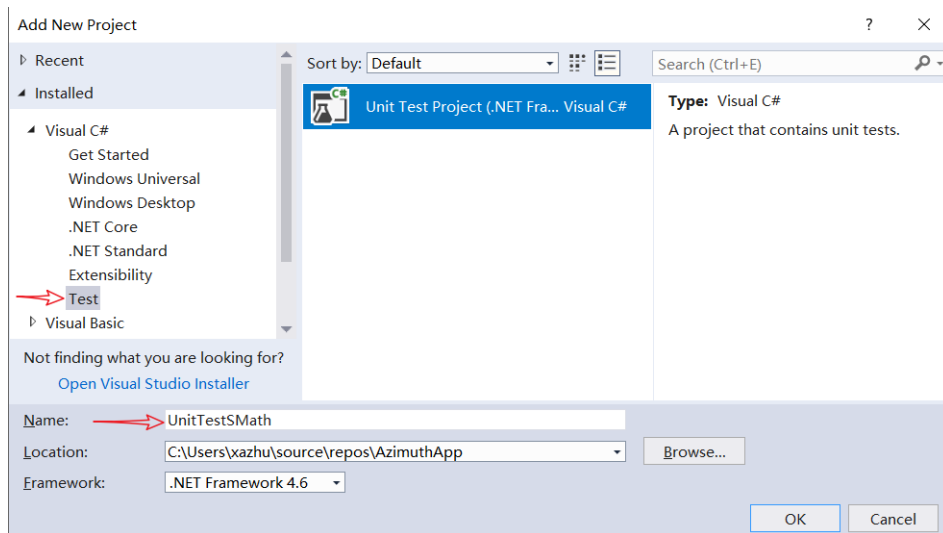 Add New Project
?
Recent
Installed
Visual C#
Get Started
Windows Universal
Windows Desktop
.NET Core
.NET Standard
Extensibility
Test
Visual Basic
Not finding what you are looking for?
Open Visual Studio Installer
Sort by: Default
Search (Ctrl+E)
C#
Unit Test Project (.NET Fra... Visual C#
Type: Visual C#
A project that contains unit tests.
Name: UnitTestSMath
Location: C:\Users\xazhu\source\repos\AzimuthApp Browse...
Framework: .NET Framework 4.6
OK Cancel